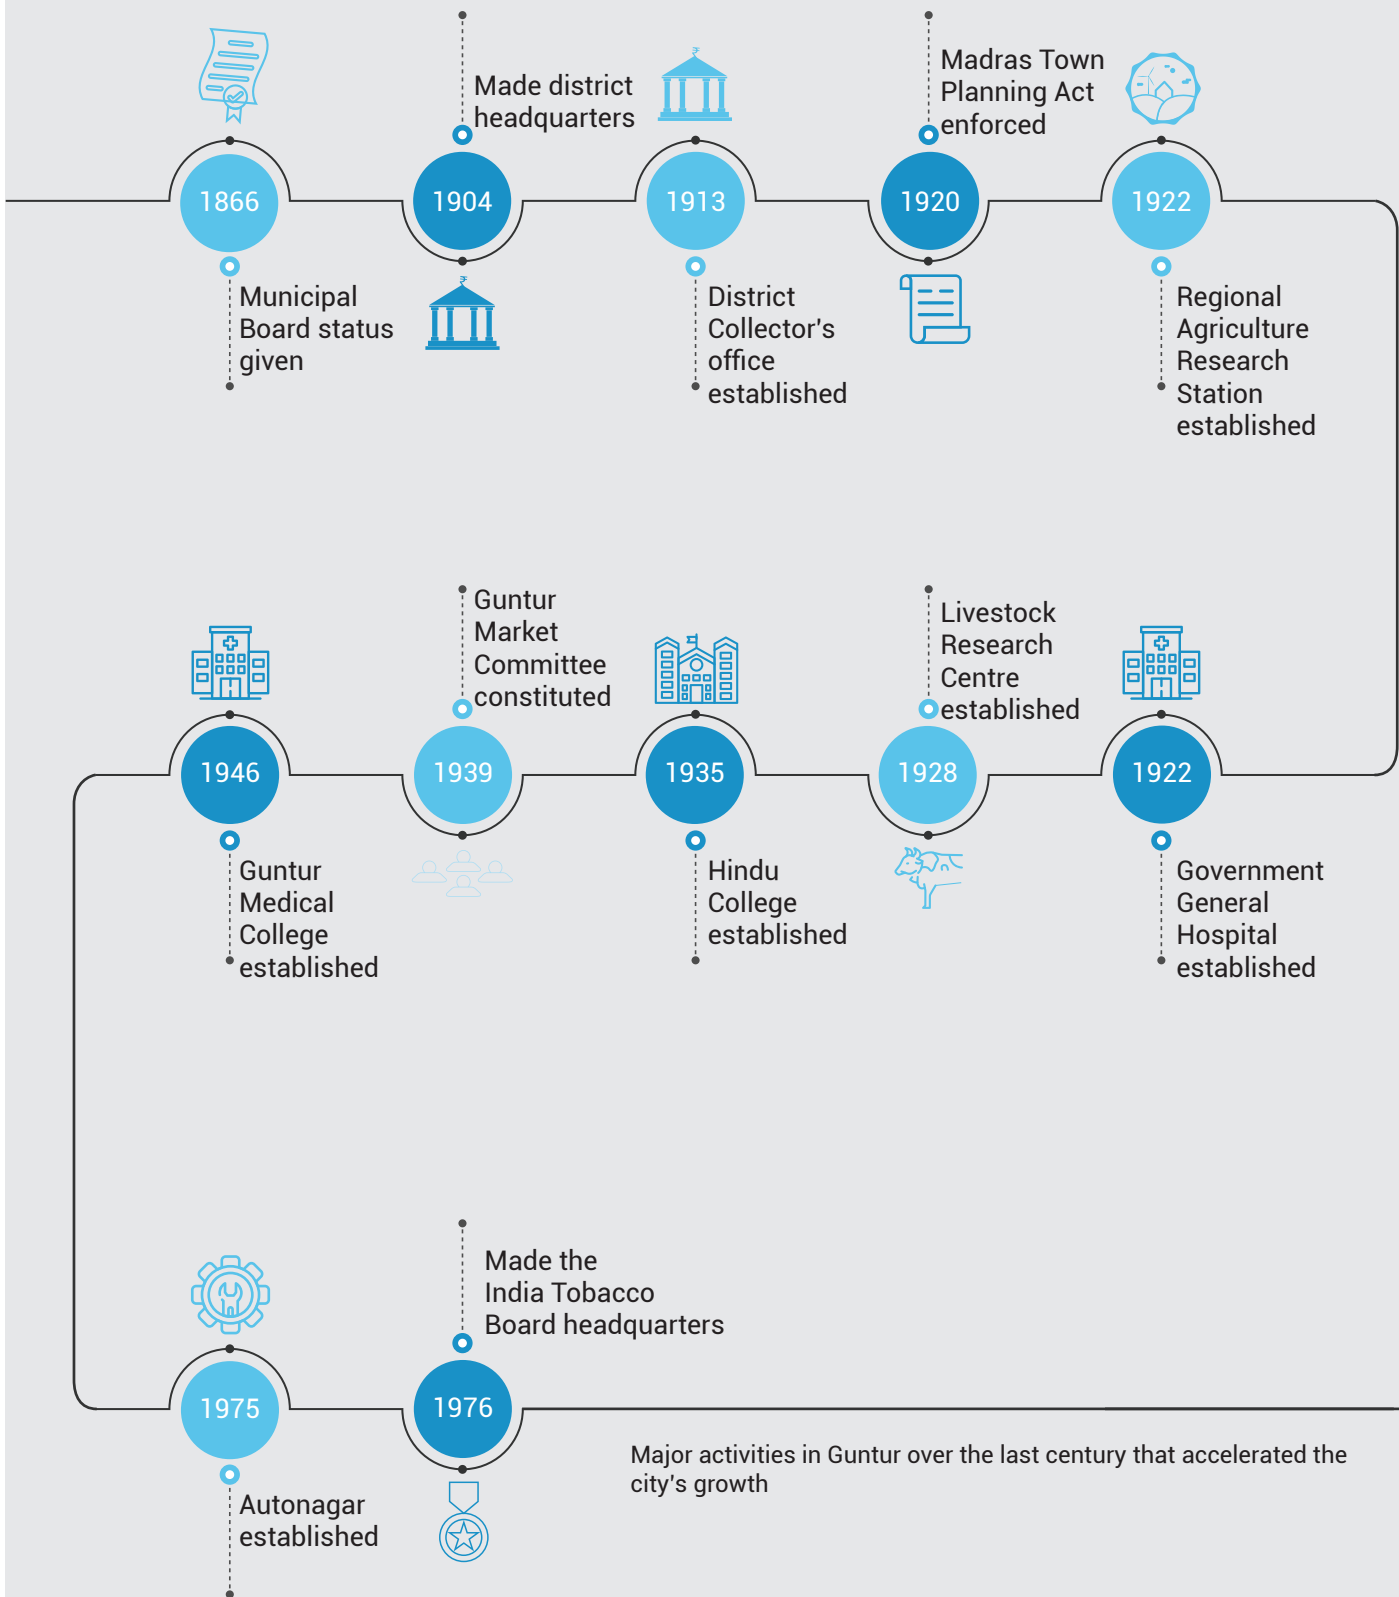 1866
Municipal
Board status
given
1904
Made district
headquarters
1913
District
Collector's
office
established
1920
Madras Town
Planning Act
enforced
1922
Regional
Agriculture
Research
Station
established
1922
Government
General
Hospital
established
1928
Livestock
Research
Centre
established
1935
Hindu
College
established
1939
Guntur
Market
Committee
constituted
1946
Guntur
Medical
College
established
1975
Autonagar
established
1976
Made the
India Tobacco
Board headquarters
Major activities in Guntur over the last century that accelerated the
city's growth